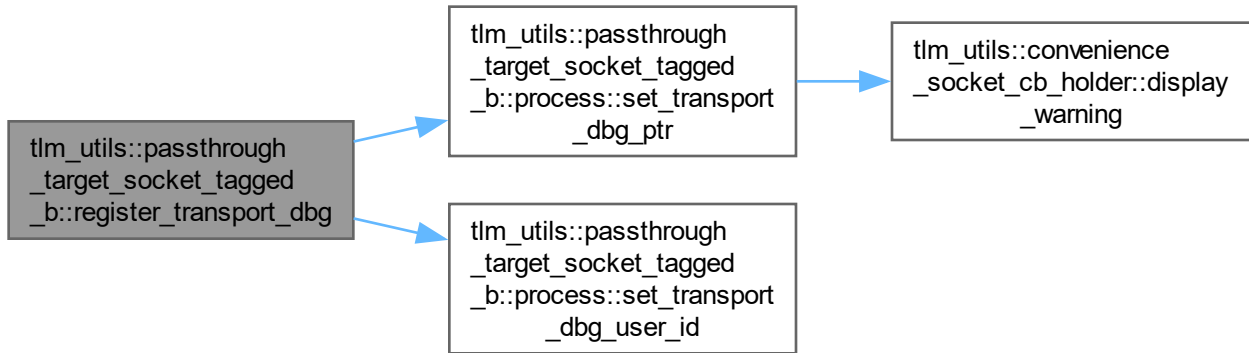 tlm_utils::passthrough
_target_socket_tagged
_b::register_transport_dbg
tlm_utils::passthrough
_target_socket_tagged
_b::process::set_transport
_dbg_ptr
tlm_utils::convenience
_socket_cb_holder::display
_warning
tlm_utils::passthrough
_target_socket_tagged
_b::process::set_transport
_dbg_user_id